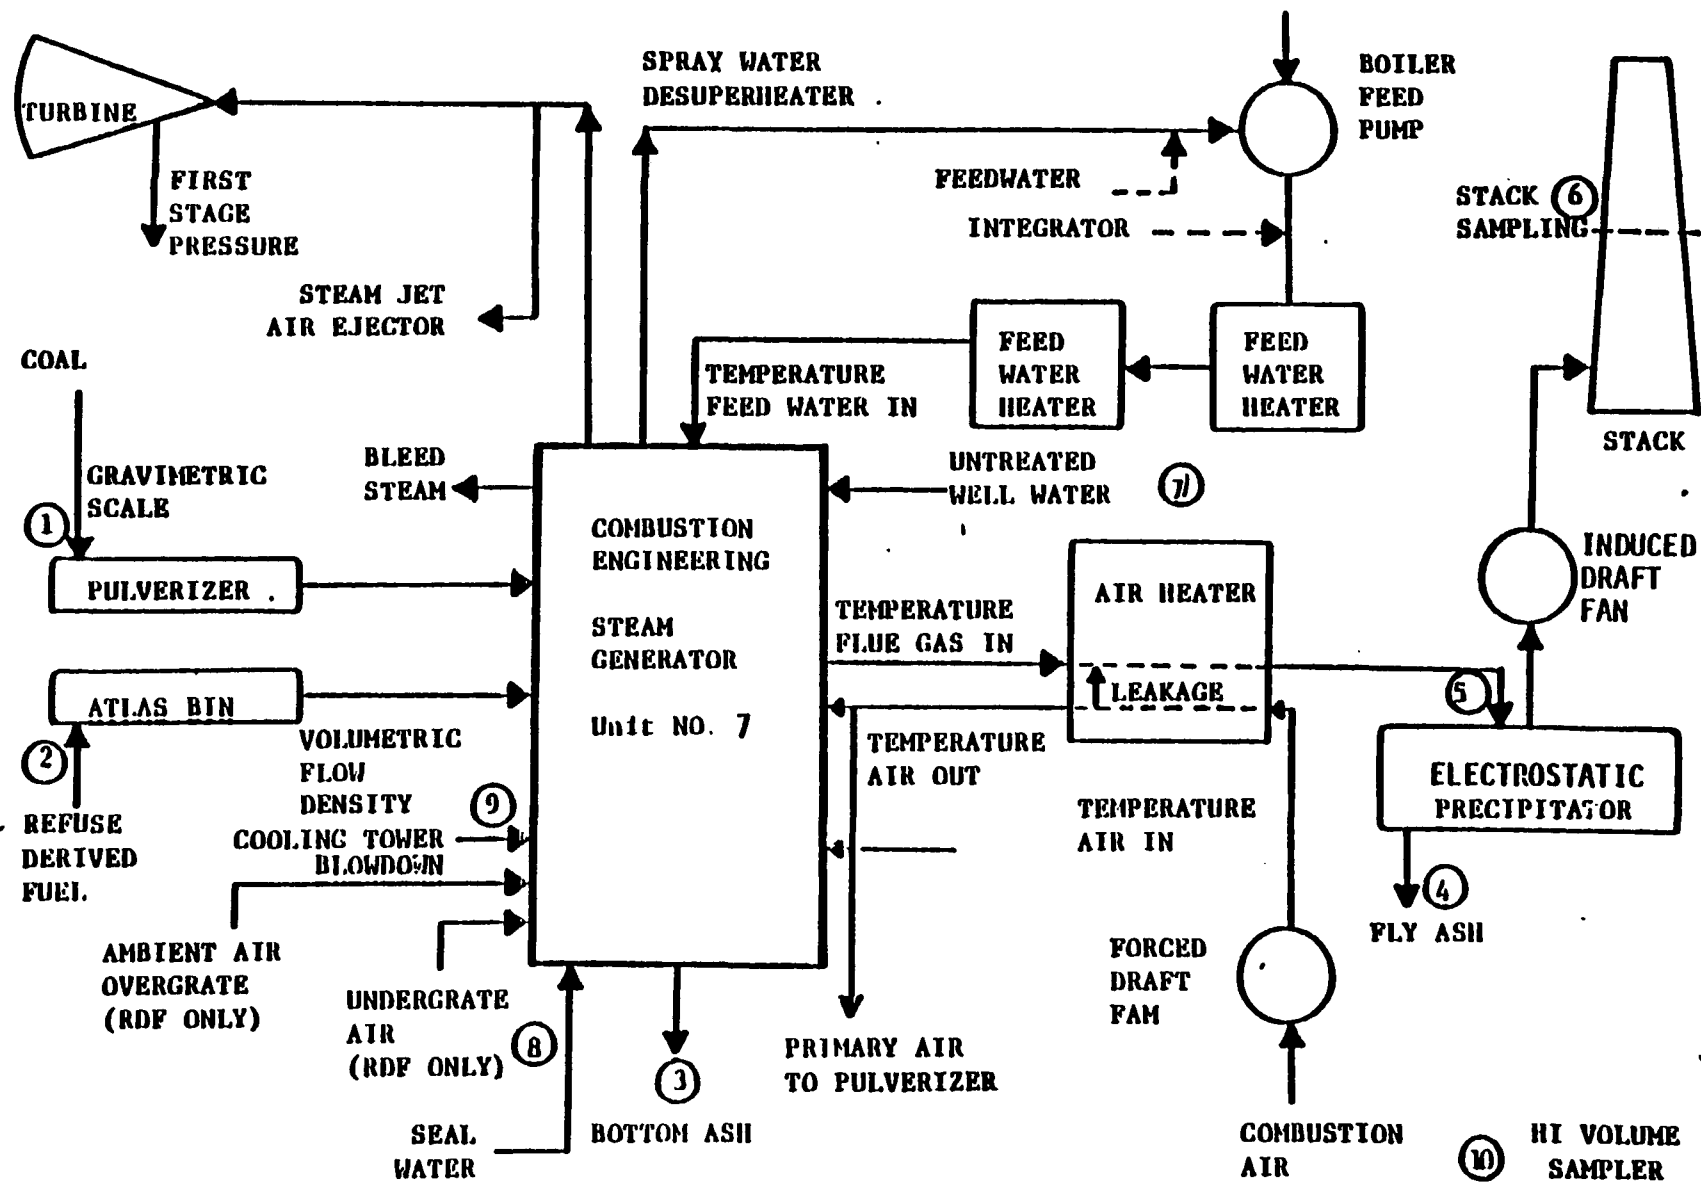 SPRAY WATER
DESUPERHEATER
BOILER
FEED
PUMP
TURBINE
FIRST
STAGE
PRESSURE
FEEDWATER
INTEGRATOR
STACK 6
SAMPLING
STEAM JET
AIR EJECTOR
COAL
FEED
WATER
HEATER
FEED
WATER
HEATER
TEMPERATURE
FEED WATER IN
STACK
GRAVIMETRIC
SCALE
1
BLEED
STEAM
UNTREATED
WELL WATER
7
PULVERIZER
COMBUSTION
ENGINEERING
STEAM
GENERATOR
Unit NO. 7
AIR HEATER
LEAKAGE
INDUCED
DRAFT
FAN
TEMPERATURE
FLUE GAS IN
5
ATLAS BIN
2
REFUSE
DERIVED
FUEL
VOLUMETRIC
FLOW
DENSITY
9
COOLING TOWER
BLOWDOWN
TEMPERATURE
AIR OUT
TEMPERATURE
AIR IN
ELECTROSTATIC
PRECIPITATOR
4
FLY ASH
AMBIENT AIR
OVERGRATE
(RDF ONLY)
UNDERGRATE
AIR
(RDF ONLY)
8
FORCED
DRAFT
FAM
PRIMARY AIR
TO PULVERIZER
3
BOTTOM ASH
SEAL
WATER
COMBUSTION
AIR
10
HI VOLUME
SAMPLER